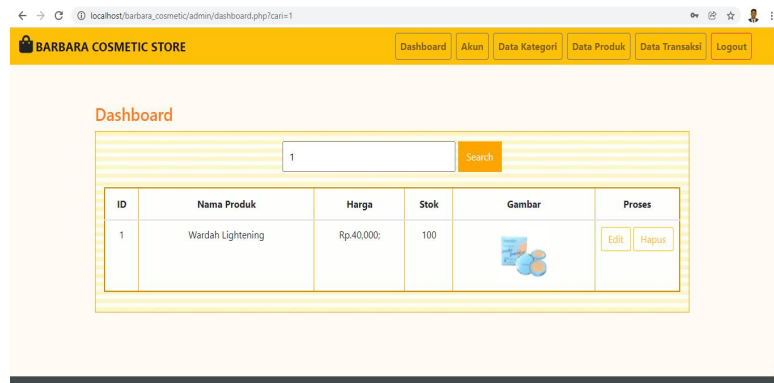 localhost/barbara_cosmetic/admin/dashboard.php?cari=1
BARBARA COSMETIC STORE
Dashboard Akun Data Kategori Data Produk Data Transaksi Logout
Dashboard
1 Search
ID Nama Produk Harga Stok Gambar Proses
1 Wardah Lightening Rp.40,000; 100 Edit Hapus